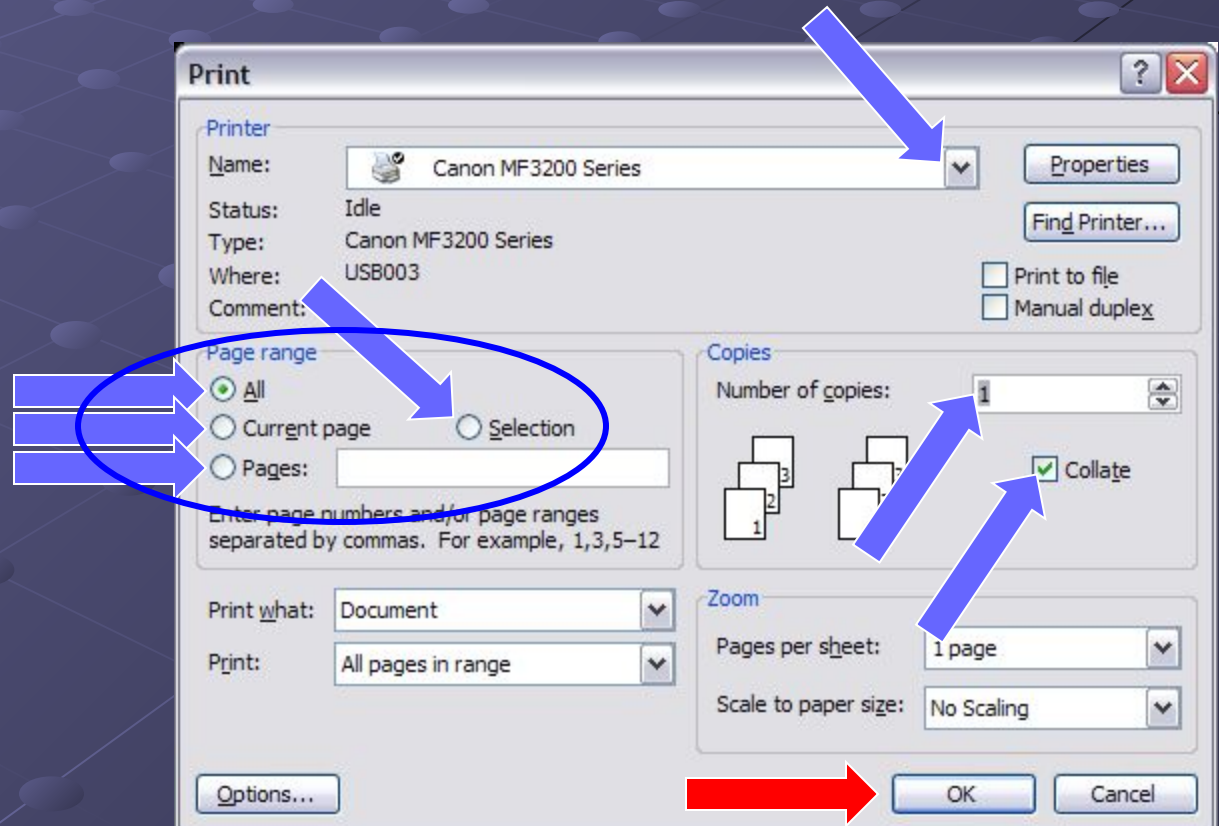 Print
?
Printer
Name: Canon MF3200 Series
Properties
Status: Idle
Find Printer...
Type: Canon MF3200 Series
Where: USB003
Print to file
Comment:
Manual duplex
Page range
All
Current page
Selection
Pages:
Enter page numbers and/or page ranges
separated by commas. For example, 1,3,5–12
Copies
Number of copies: 1
3
2
1
Collate
Print what: Document
Print: All pages in range
Zoom
Pages per sheet: 1 page
Scale to paper size: No Scaling
Options...
OK
Cancel